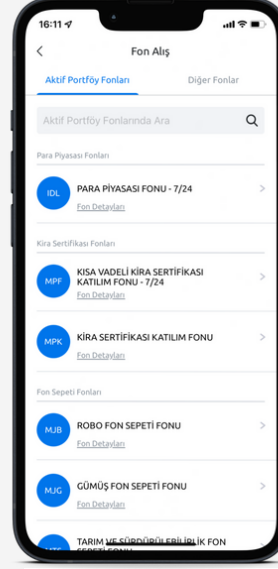 16:11
Fon Alış
Aktif Portföy Fonları
Diğer Fonlar
Aktif Portföy Fonlarında Ara
Para Piyasası Fonları
IDL
PARA PİYASASI FONU - 7/24
Fon Detayları
Kira Sertifikası Fonları
MPF
KISA VADELİ KİRA SERTİFİKASI
KATILIM FONU - 7/24
Fon Detayları
MPK
KİRA SERTİFİKASI KATILIM FONU
Fon Detayları
Fon Sepeti Fonları
MJB
ROBO FON SEPETİ FONU
Fon Detayları
MJG
GÜMÜŞ FON SEPETİ FONU
Fon Detayları
TARIM VE SÜRDÜRÜLEBİLİRLİK FON
SEPETİ FONU